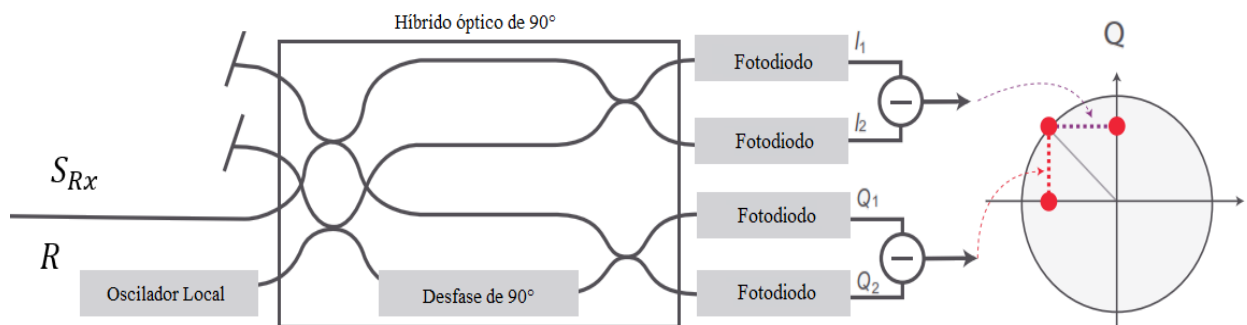 Híbrido óptico de 90°
S_Rx
R
Oscilador Local
Desfase de 90°
Fotodiodo
I₁
Fotodiodo
I₂
Fotodiodo
Q₁
Fotodiodo
Q₂
Q